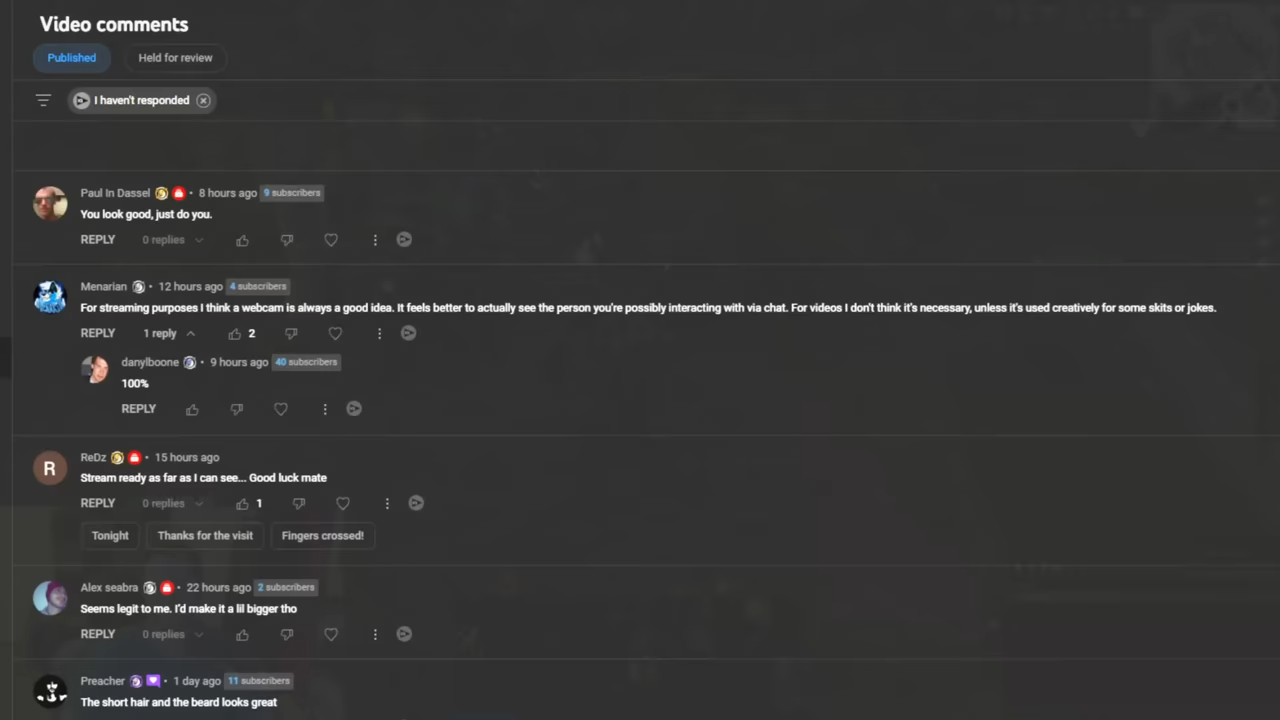 Video comments
Published
Held for review
I haven't responded
Paul In Dassel • 8 hours ago 9 subscribers
You look good, just do you.
REPLY 0 replies
Menarian • 12 hours ago 4 subscribers
For streaming purposes I think a webcam is always a good idea. It feels better to actually see the person you're possibly interacting with via chat. For videos I don't think it's necessary, unless it's used creatively for some skits or jokes.
REPLY 1 reply 2
danylboone • 9 hours ago 40 subscribers
100%
REPLY
R
ReDz • 15 hours ago
Stream ready as far as I can see... Good luck mate
REPLY 0 replies 1
Tonight Thanks for the visit Fingers crossed!
Alex seabra • 22 hours ago 2 subscribers
Seems legit to me. I'd make it a lil bigger tho
REPLY 0 replies
Preacher • 1 day ago 11 subscribers
The short hair and the beard looks great